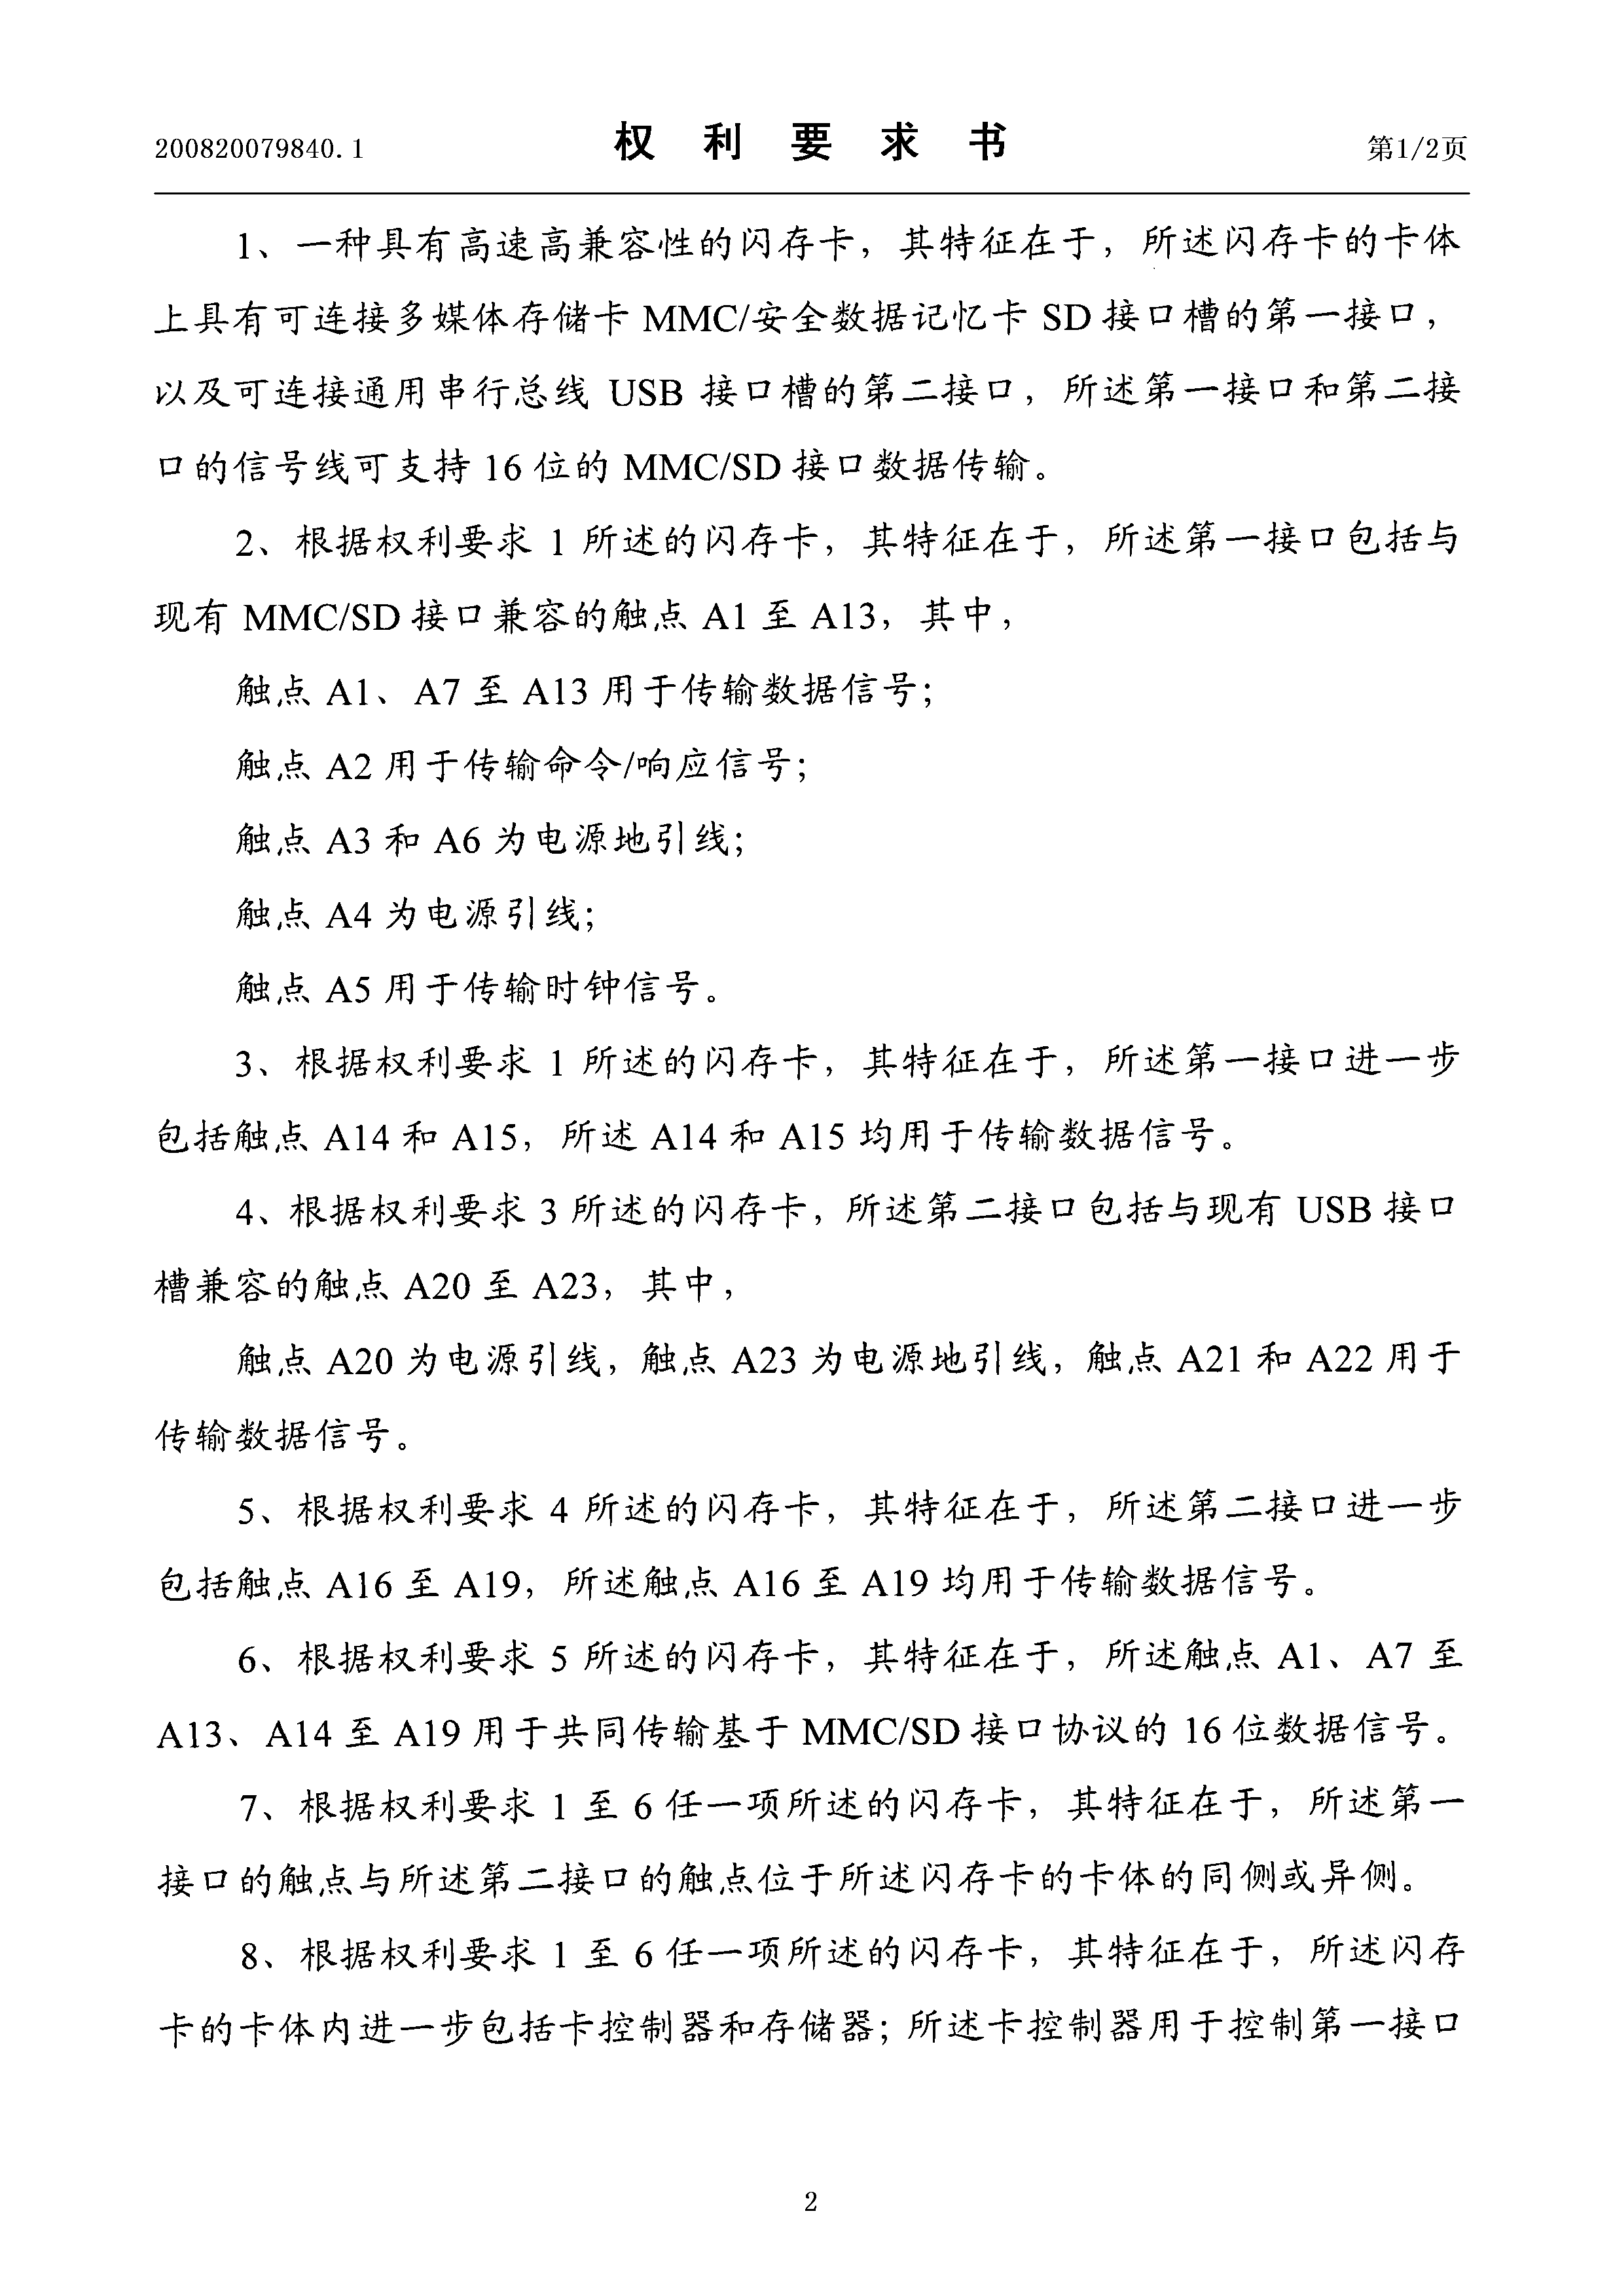 200820079840.1
权利要求书
第1/2页
1、一种具有高速高兼容性的闪存卡，其特征在于，所述闪存卡的卡体
上具有可连接多媒体存储卡 MMC/安全数据记忆卡 SD 接口槽的第一接口，
以及可连接通用串行总线 USB 接口槽的第二接口，所述第一接口和第二接
口的信号线可支持 16 位的 MMC/SD 接口数据传输。
2、根据权利要求 1 所述的闪存卡，其特征在于，所述第一接口包括与
现有 MMC/SD 接口兼容的触点 A1 至 A13，其中，
触点 A1、A7 至 A13 用于传输数据信号；
触点 A2 用于传输命令/响应信号；
触点 A3 和 A6 为电源地引线；
触点 A4 为电源引线；
触点 A5 用于传输时钟信号。
3、根据权利要求 1 所述的闪存卡，其特征在于，所述第一接口进一步
包括触点 A14 和 A15，所述 A14 和 A15 均用于传输数据信号。
4、根据权利要求 3 所述的闪存卡，所述第二接口包括与现有 USB 接口
槽兼容的触点 A20 至 A23，其中，
触点 A20 为电源引线，触点 A23 为电源地引线，触点 A21 和 A22 用于
传输数据信号。
5、根据权利要求 4 所述的闪存卡，其特征在于，所述第二接口进一步
包括触点 A16 至 A19，所述触点 A16 至 A19 均用于传输数据信号。
6、根据权利要求 5 所述的闪存卡，其特征在于，所述触点 A1、A7 至
A13、A14 至 A19 用于共同传输基于 MMC/SD 接口协议的 16 位数据信号。
7、根据权利要求 1 至 6 任一项所述的闪存卡，其特征在于，所述第一
接口的触点与所述第二接口的触点位于所述闪存卡的卡体的同侧或异侧。
8、根据权利要求 1 至 6 任一项所述的闪存卡，其特征在于，所述闪存
卡的卡体内进一步包括卡控制器和存储器；所述卡控制器用于控制第一接口
2